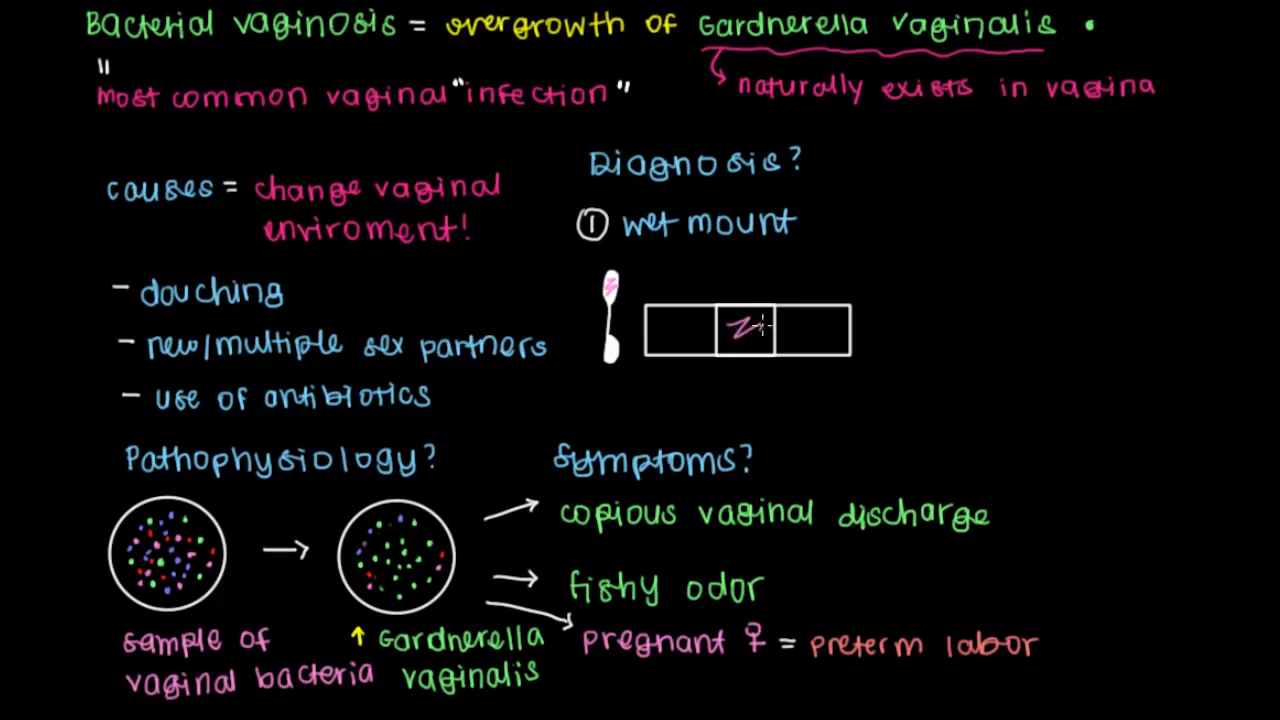 Bacterial vaginosis = overgrowth of Gardnerella vaginalis •
" naturally exists in vagina
most common vaginal "infection"
causes = change vaginal
enviroment!
- douching
- new/multiple sex partners
- use of antibiotics
Diagnosis?
① wet mount
Pathophysiology?
sample of
vaginal bacteria
↑ Gardnerella
vaginalis
Symptoms?
copious vaginal discharge
fishy odor
pregnant ♀ = preterm labor